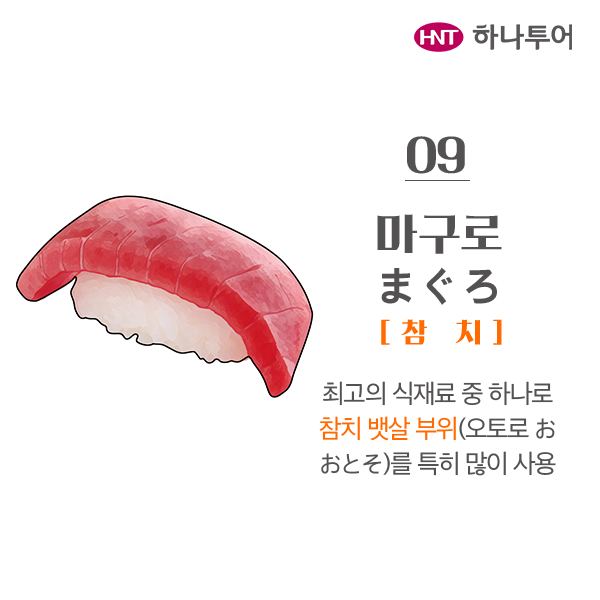 HNT 하나투어
09
마구로
まぐろ
[참 치]
최고의 식재료 중 하나로
참치 뱃살 부위(오토로 お
おとそ)를 특히 많이 사용